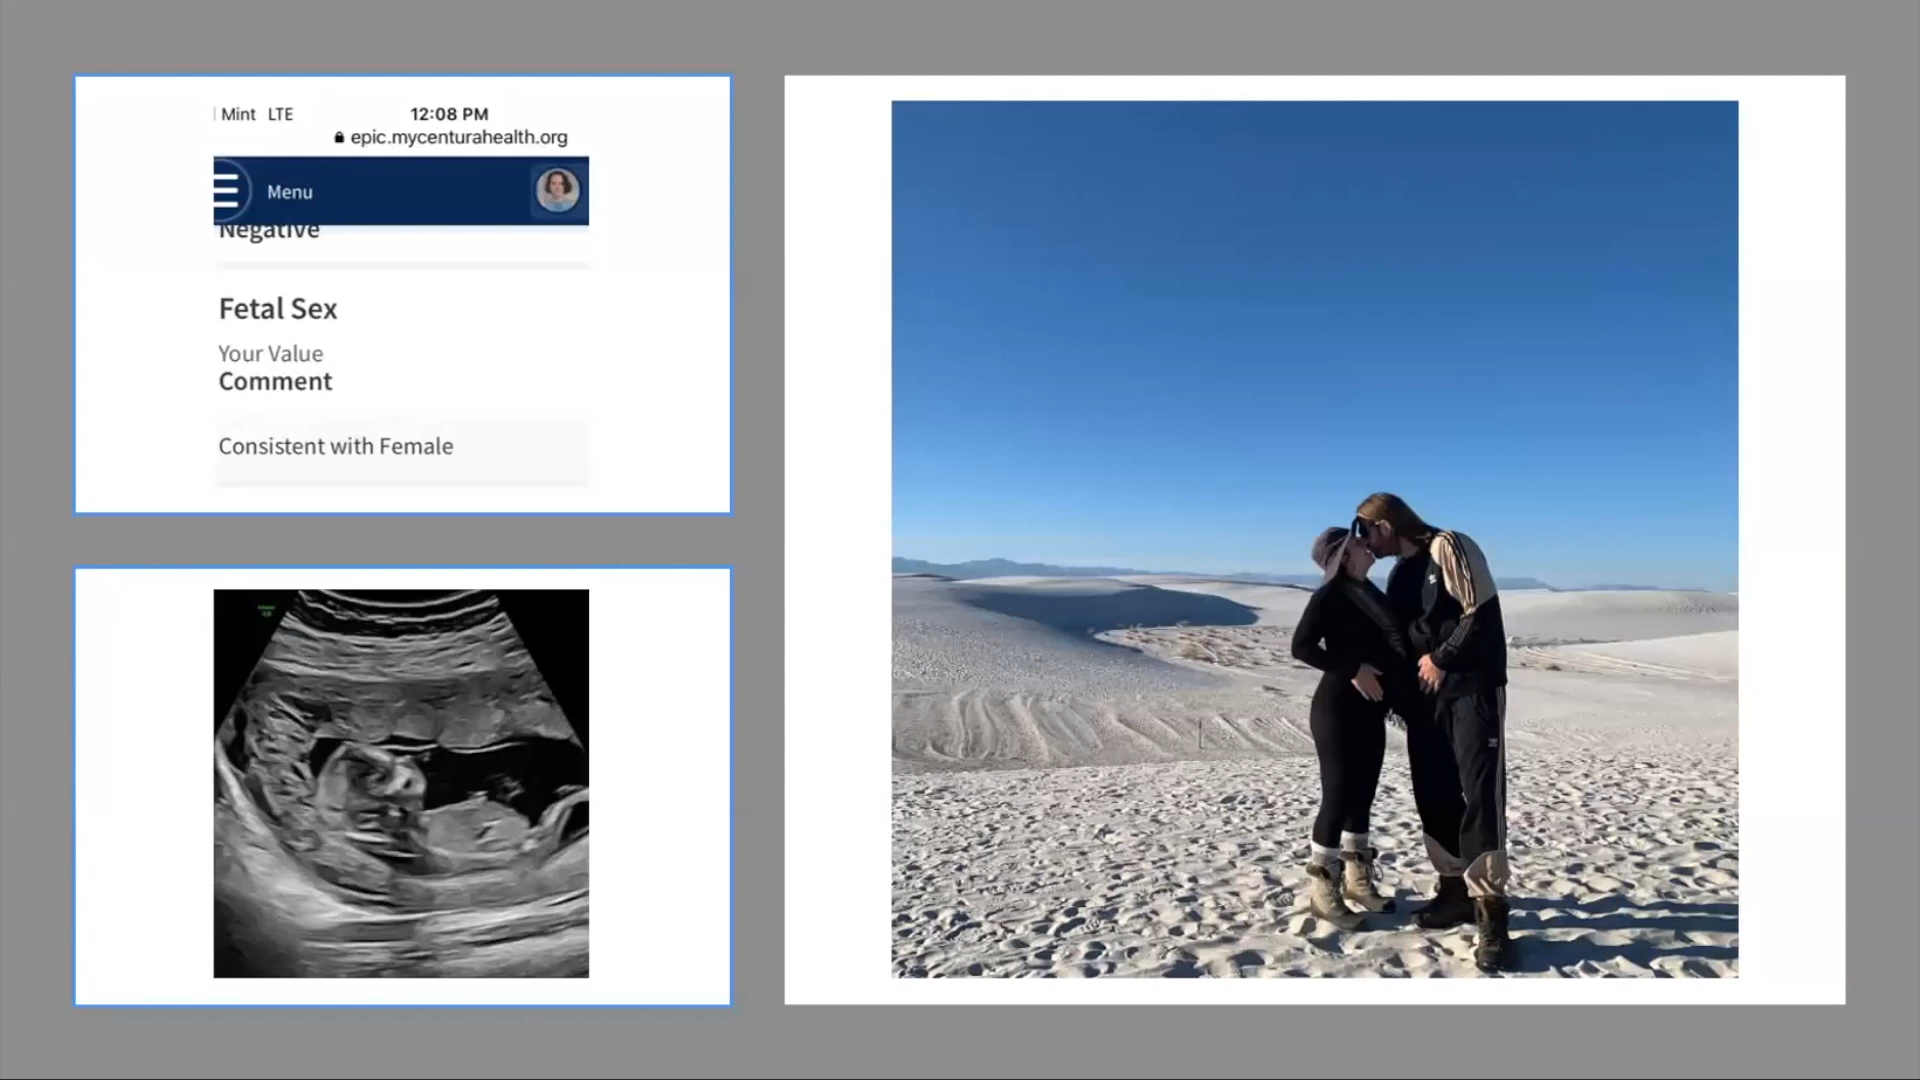 Mint LTE 12:08 PM
epic.mycenturahealth.org
Menu
Negative
Fetal Sex
Your Value
Comment
Consistent with Female